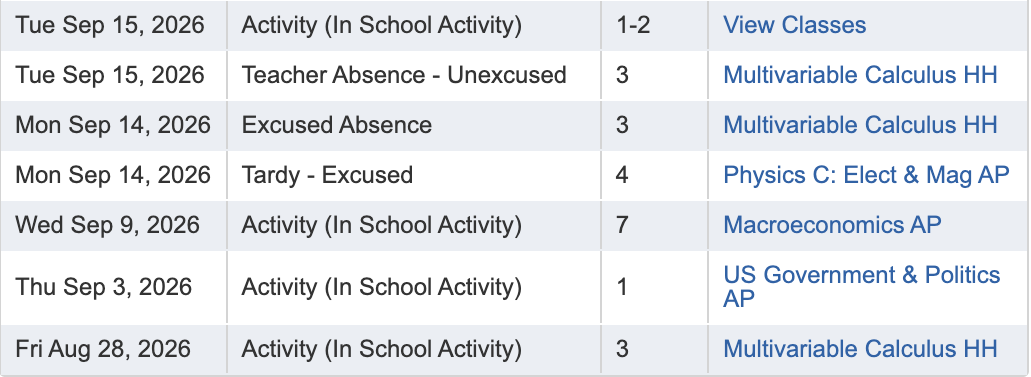 Tue Sep 15, 2026 Activity (In School Activity) 1-2 View Classes
Tue Sep 15, 2026 Teacher Absence - Unexcused 3 Multivariable Calculus HH
Mon Sep 14, 2026 Excused Absence 3 Multivariable Calculus HH
Mon Sep 14, 2026 Tardy - Excused 4 Physics C: Elect & Mag AP
Wed Sep 9, 2026 Activity (In School Activity) 7 Macroeconomics AP
Thu Sep 3, 2026 Activity (In School Activity) 1 US Government & Politics
AP
Fri Aug 28, 2026 Activity (In School Activity) 3 Multivariable Calculus HH